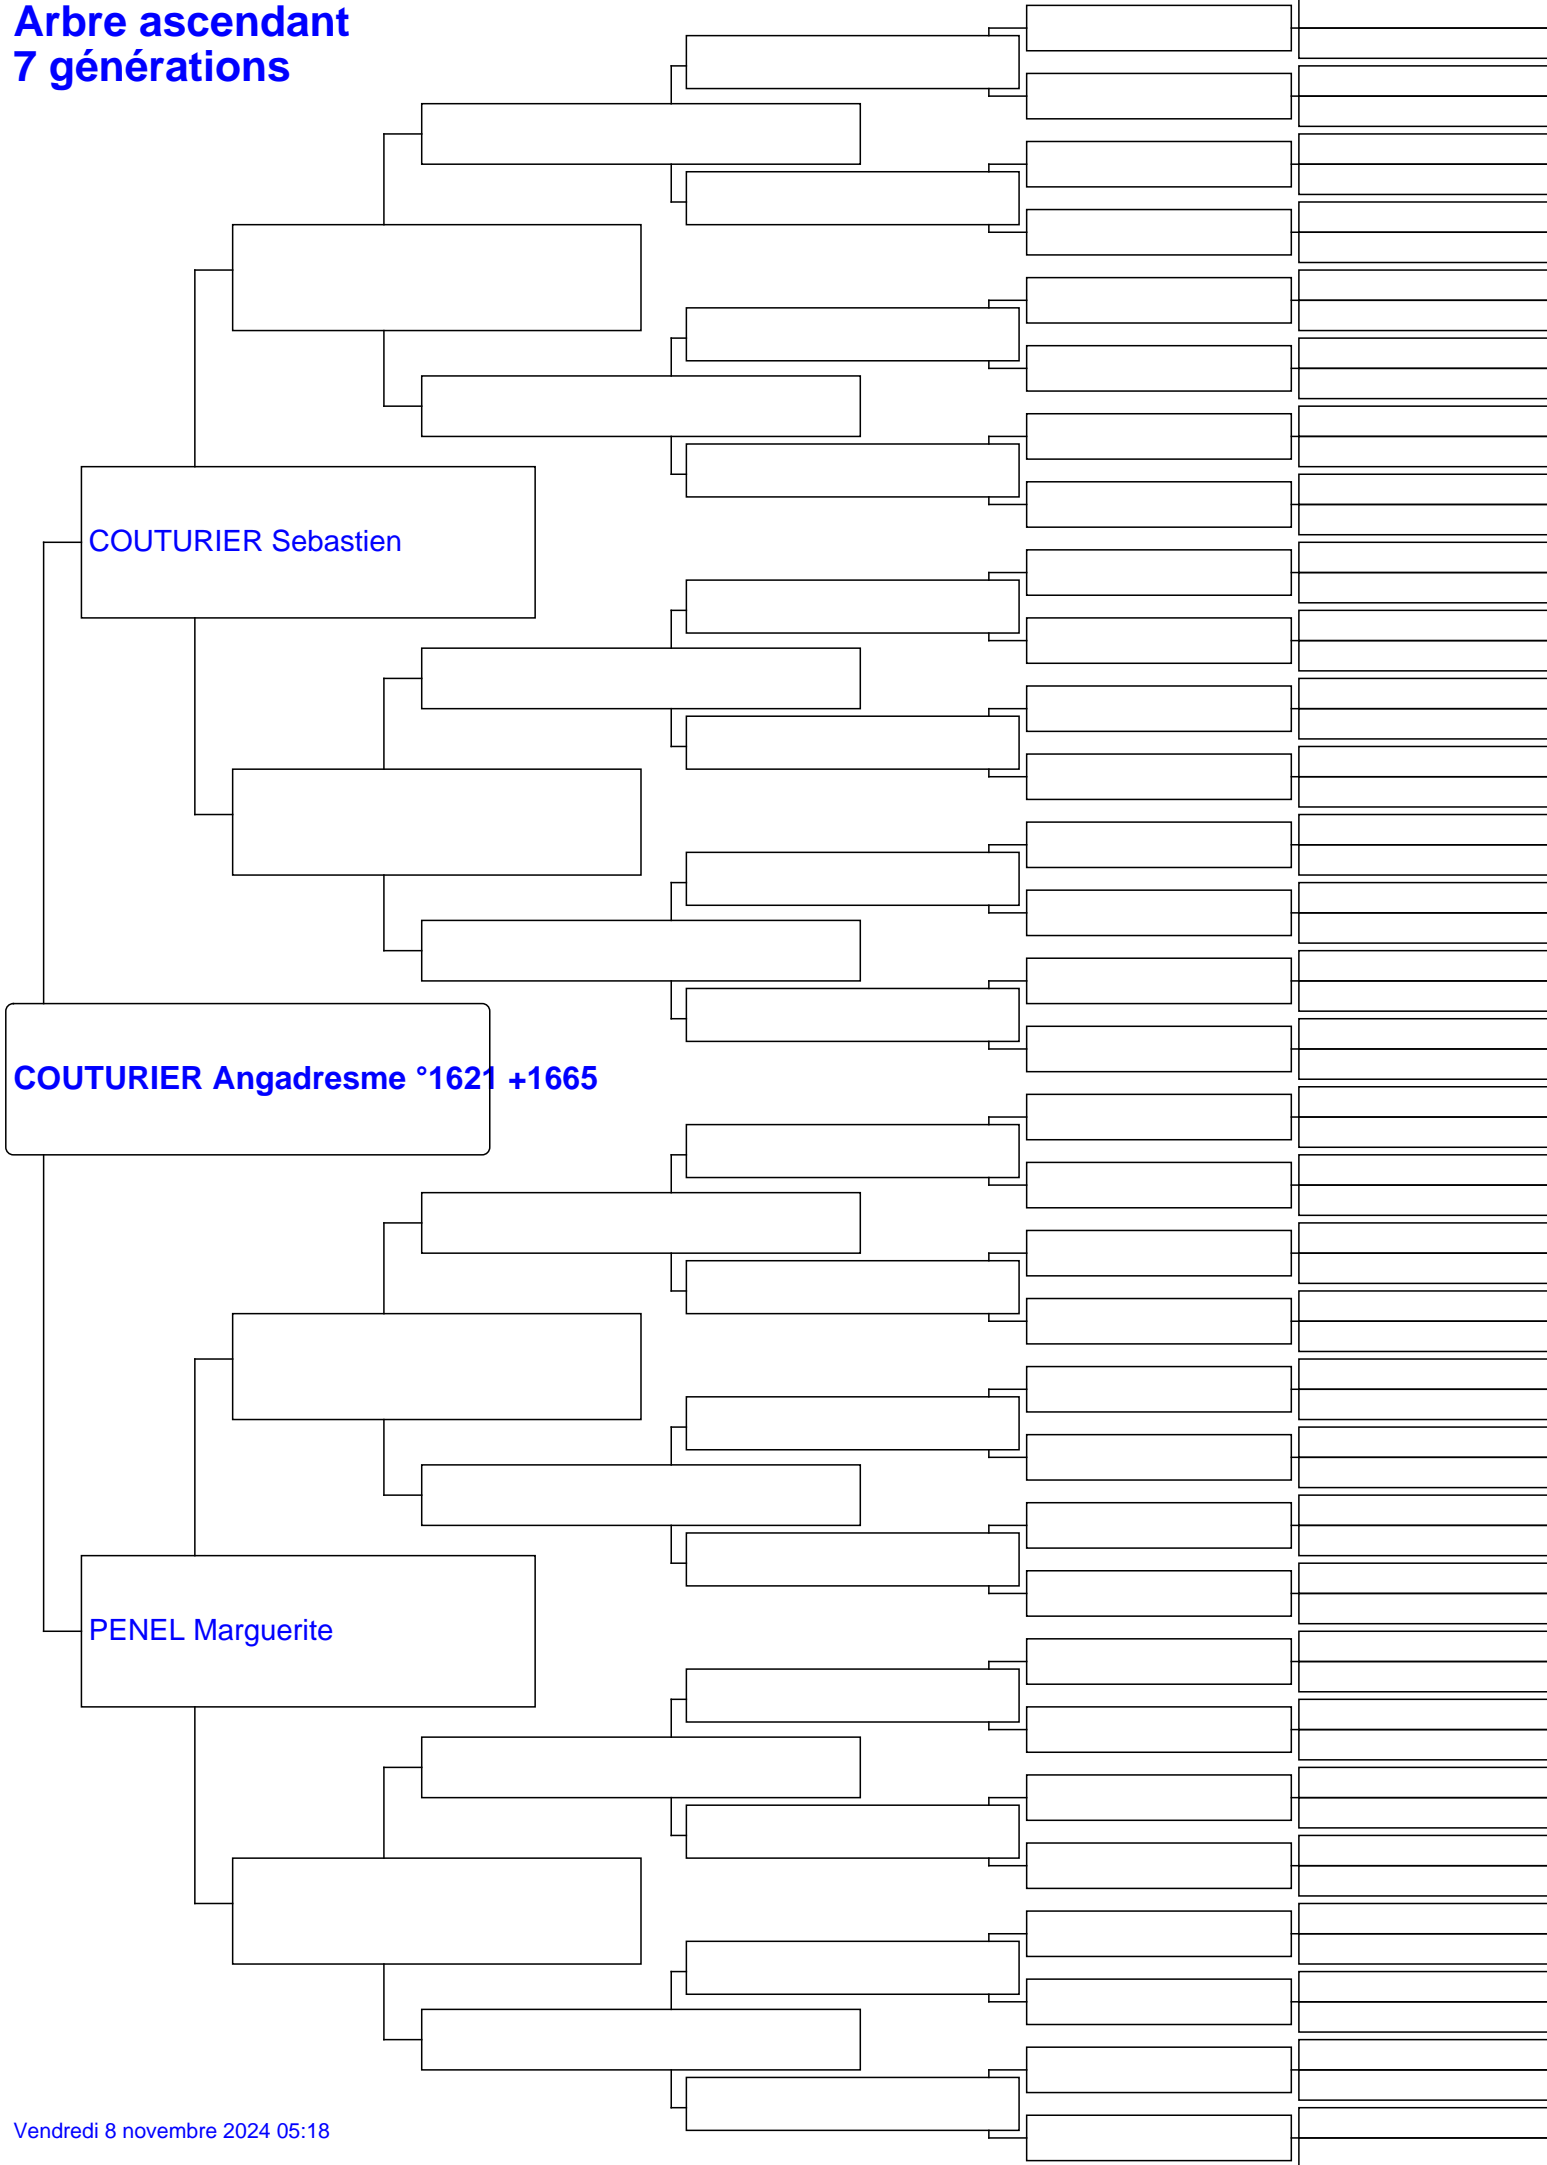 Arbre ascendant
7 générations
COUTURIER Sebastien
COUTURIER Angadresme °1621 +1665
PENEL Marguerite
Vendredi 8 novembre 2024 05:18